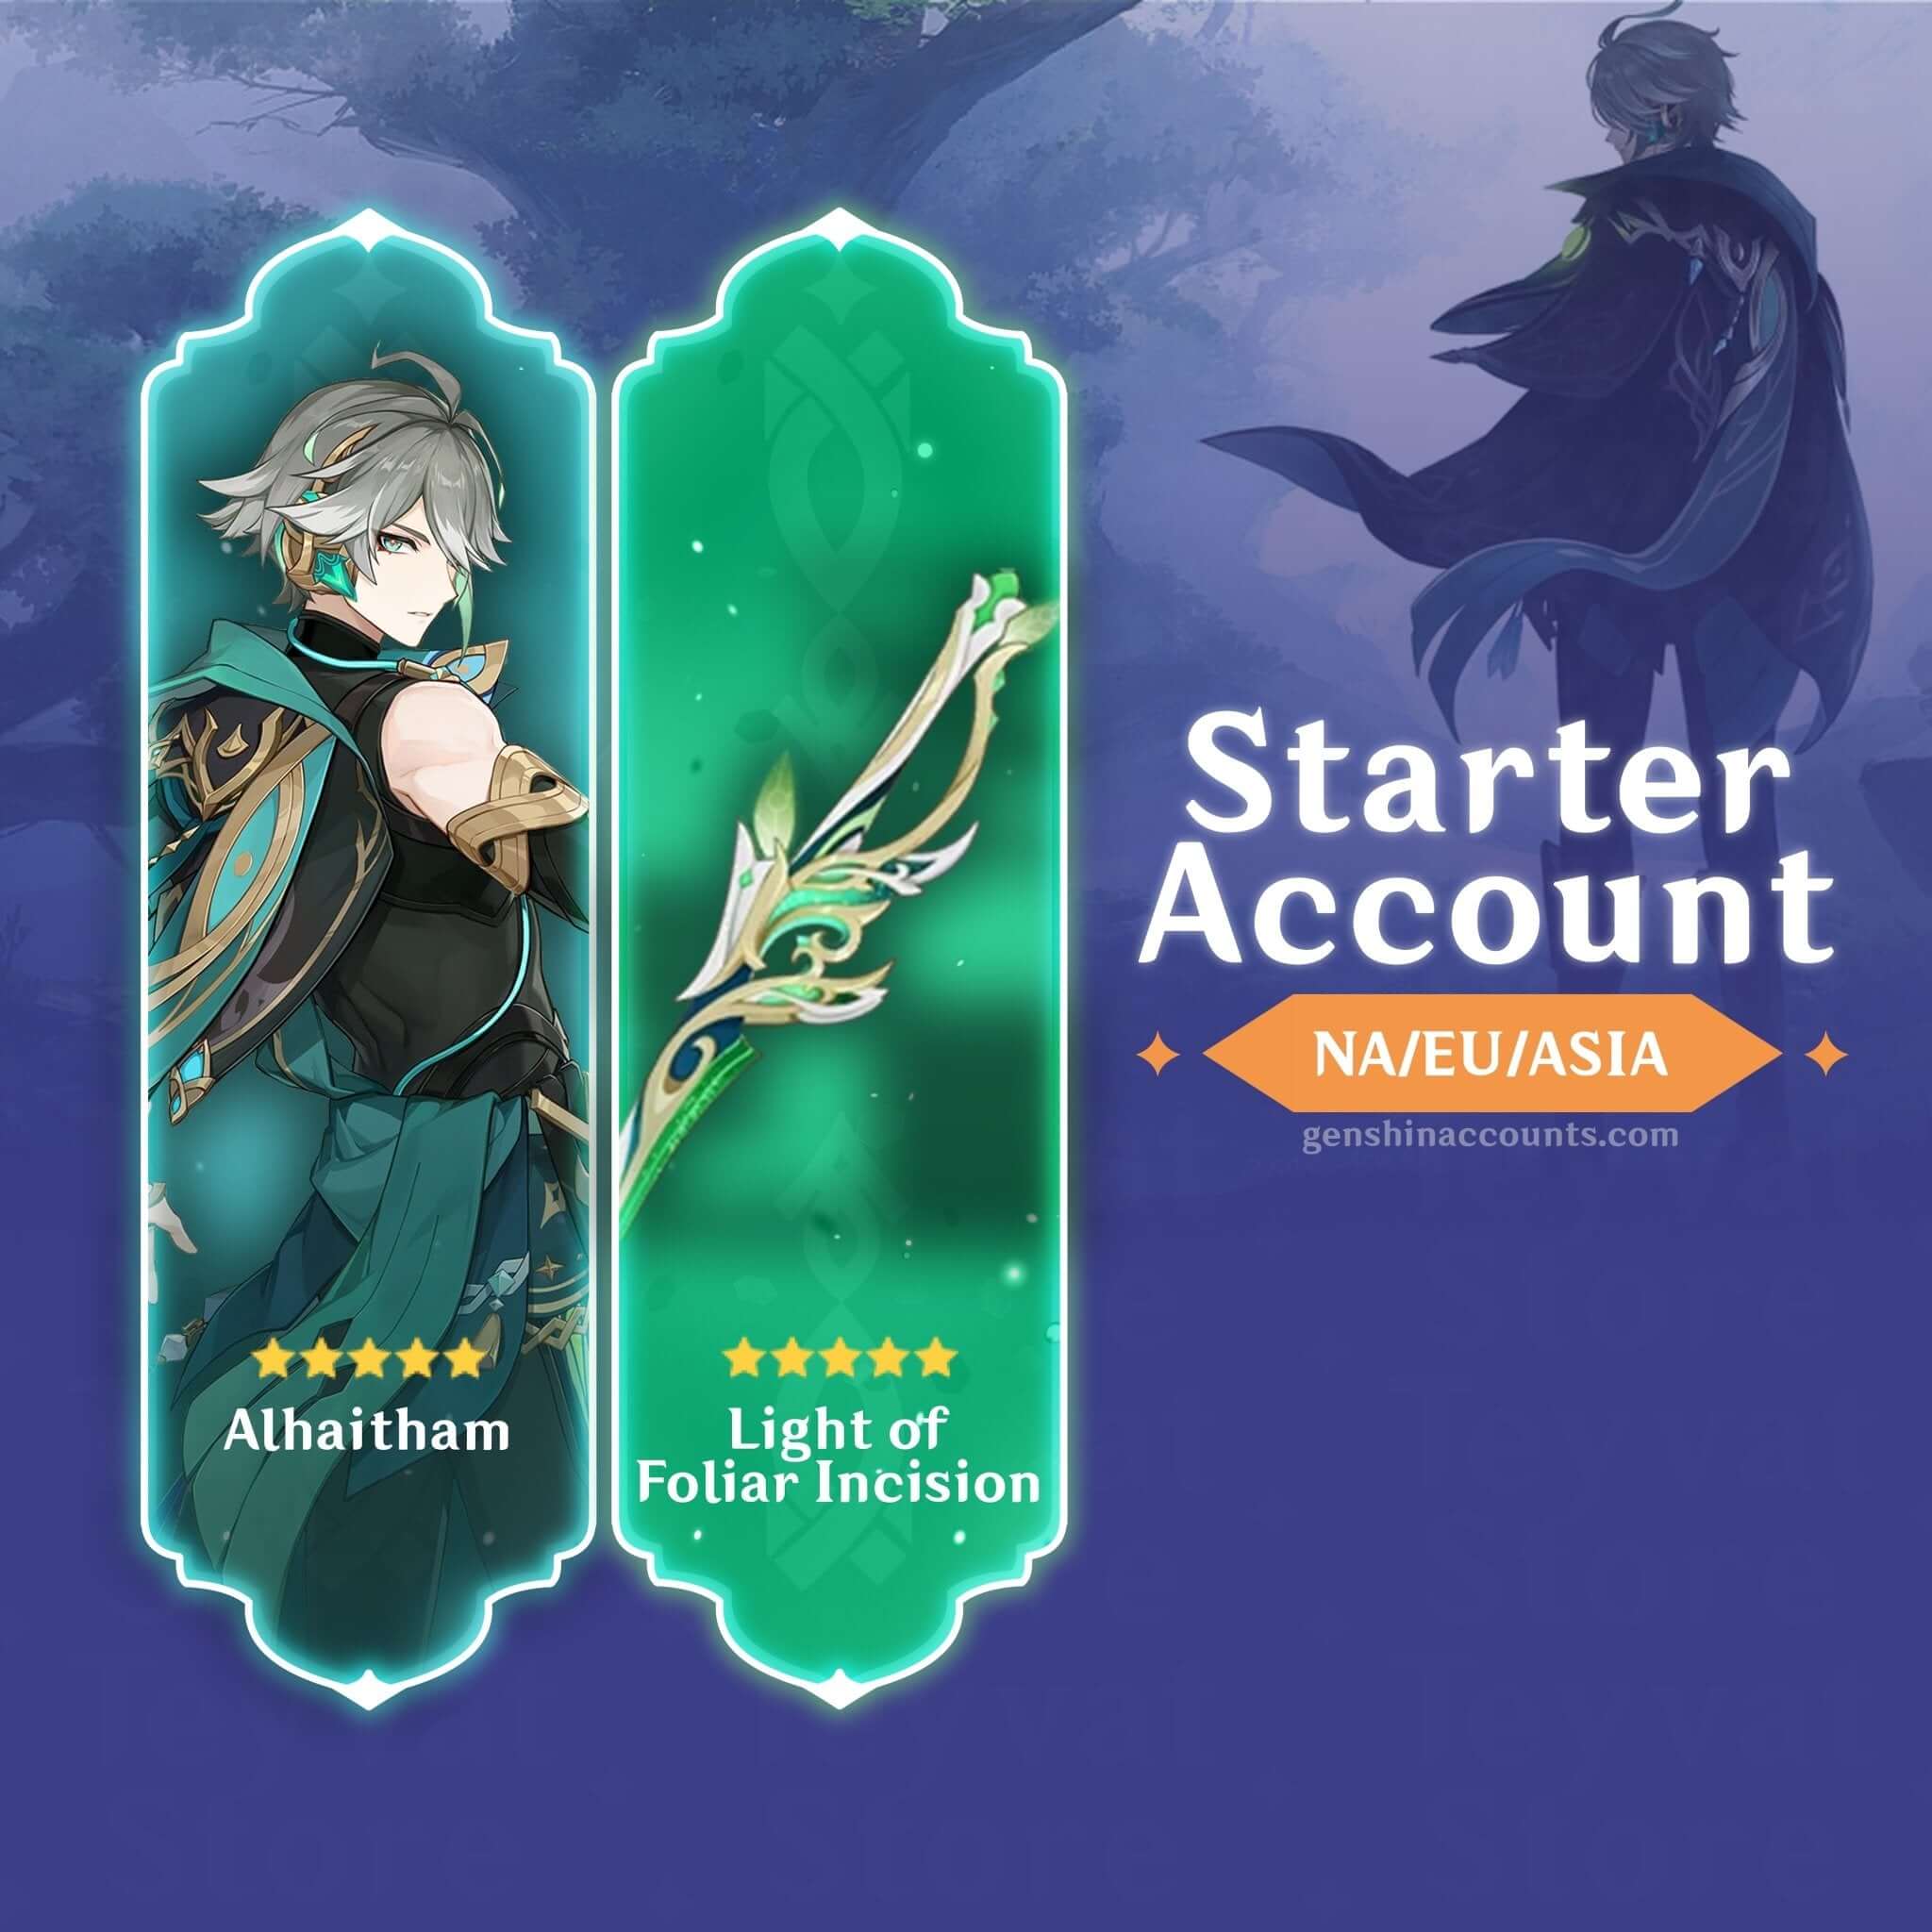 Starter
Account
NA/EU/ASIA
genshinaccounts.com
Alhaitham
Light of
Foliar Incision